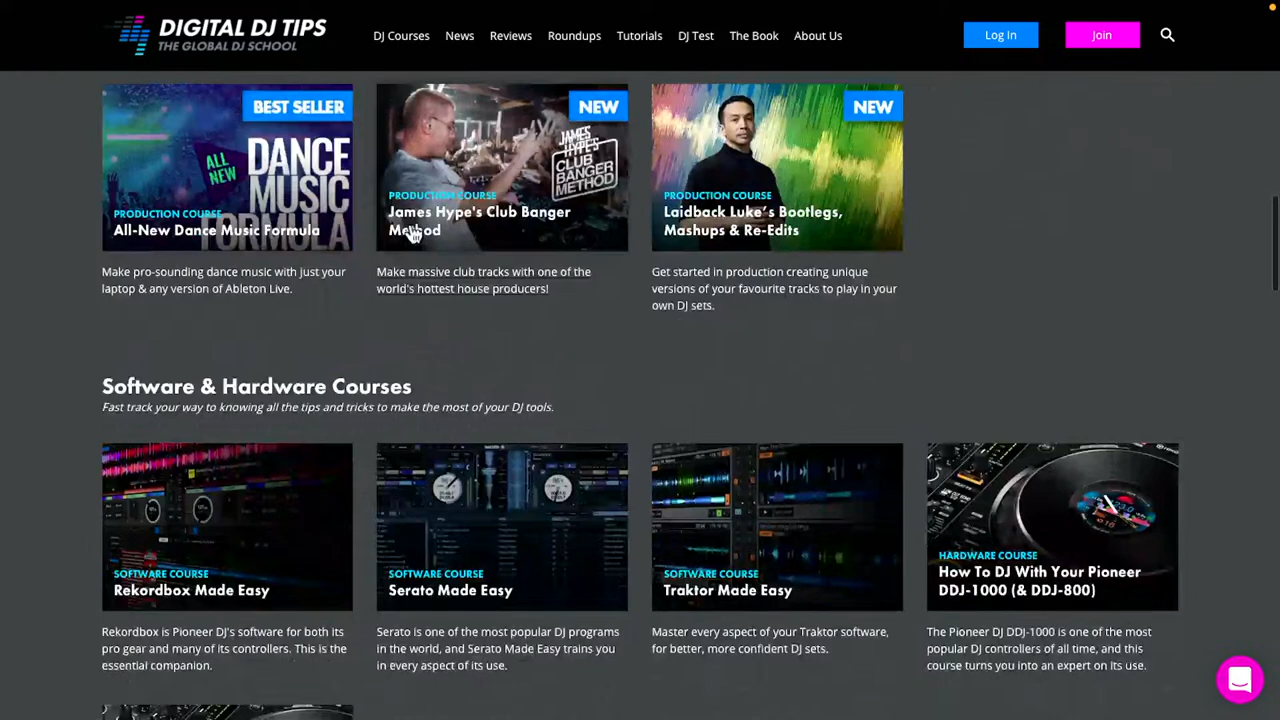 DIGITAL DJ TIPS
THE GLOBAL DJ SCHOOL
DJ Courses
News
Reviews
Roundups
Tutorials
DJ Test
The Book
About Us
Log In
Join
BEST SELLER
ALL NEW
DANCE MUSIC FORMULA
PRODUCTION COURSE
All-New Dance Music Formula
Make pro-sounding dance music with just your
laptop & any version of Ableton Live.
NEW
JAMES HYPE'S
CLUB BANGER METHOD
PRODUCTION COURSE
James Hype's Club Banger
Method
Make massive club tracks with one of the
world's hottest house producers!
NEW
PRODUCTION COURSE
Laidback Luke's Bootlegs,
Mashups & Re-Edits
Get started in production creating unique
versions of your favourite tracks to play in your
own DJ sets.
Software & Hardware Courses
Fast track your way to knowing all the tips and tricks to make the most of your DJ tools.
SOFTWARE COURSE
Rekordbox Made Easy
Rekordbox is Pioneer DJ's software for both its
pro gear and many of its controllers. This is the
essential companion.
SOFTWARE COURSE
Serato Made Easy
Serato is one of the most popular DJ programs
in the world, and Serato Made Easy trains you
in every aspect of its use.
SOFTWARE COURSE
Traktor Made Easy
Master every aspect of your Traktor software,
for better, more confident DJ sets.
HARDWARE COURSE
How To DJ With Your Pioneer
DDJ-1000 (& DDJ-800)
The Pioneer DJ DDJ-1000 is one of the most
popular DJ controllers of all time, and this
course turns you into an expert on its use.